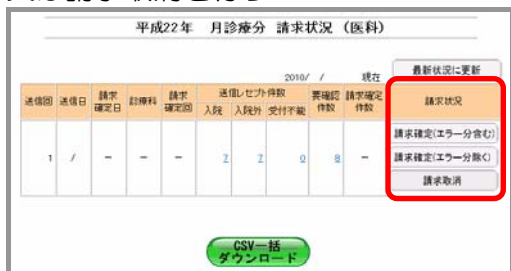 平成22年　月診療分　請求状況　(医科)
2010/　/　現在
最新状況に更新
送信回 送信日 請求確定日 診療科 請求確定回 送信レセプト件数 要確認件数 請求確定件数 請求状況
入院 入院外 受付不能
1 / － － － 7 7 0 8 －
請求確定(エラー分含む)
請求確定(エラー分除く)
請求取消
CSV一括
ダウンロード